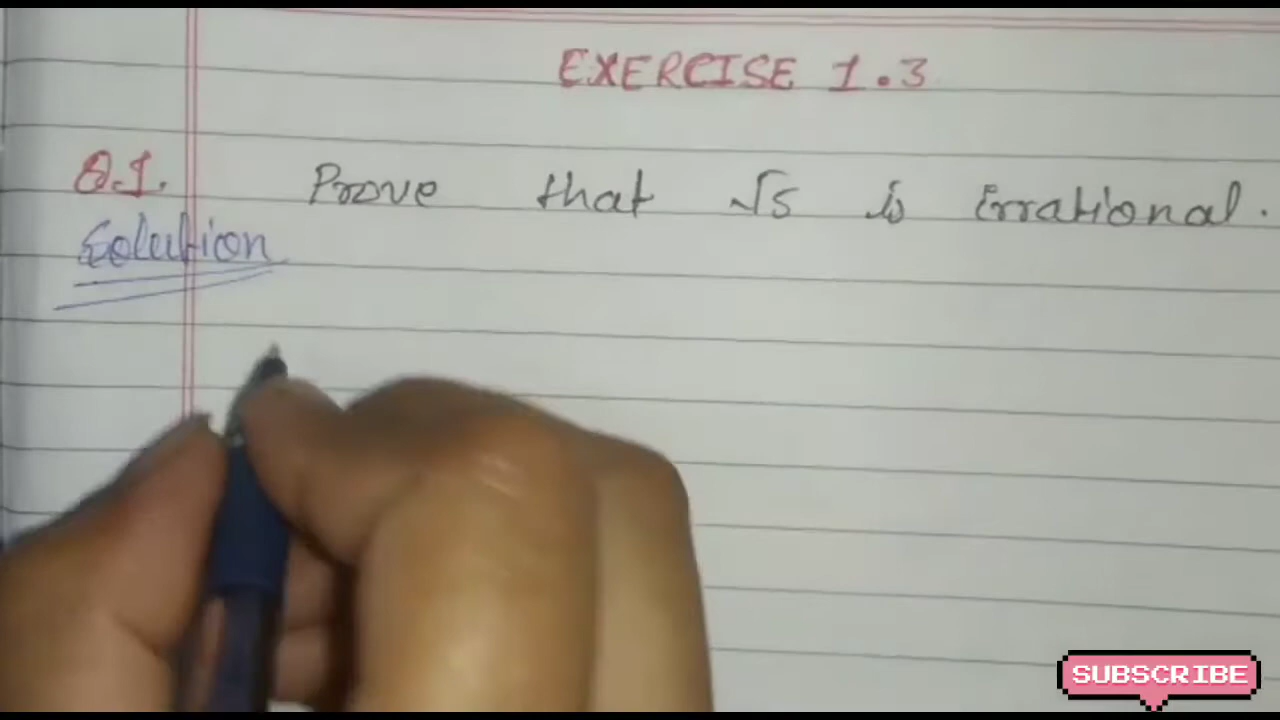 EXERCISE 1.3
Q.1. Prove that √5 is irrational.
Solution
SUBSCRIBE